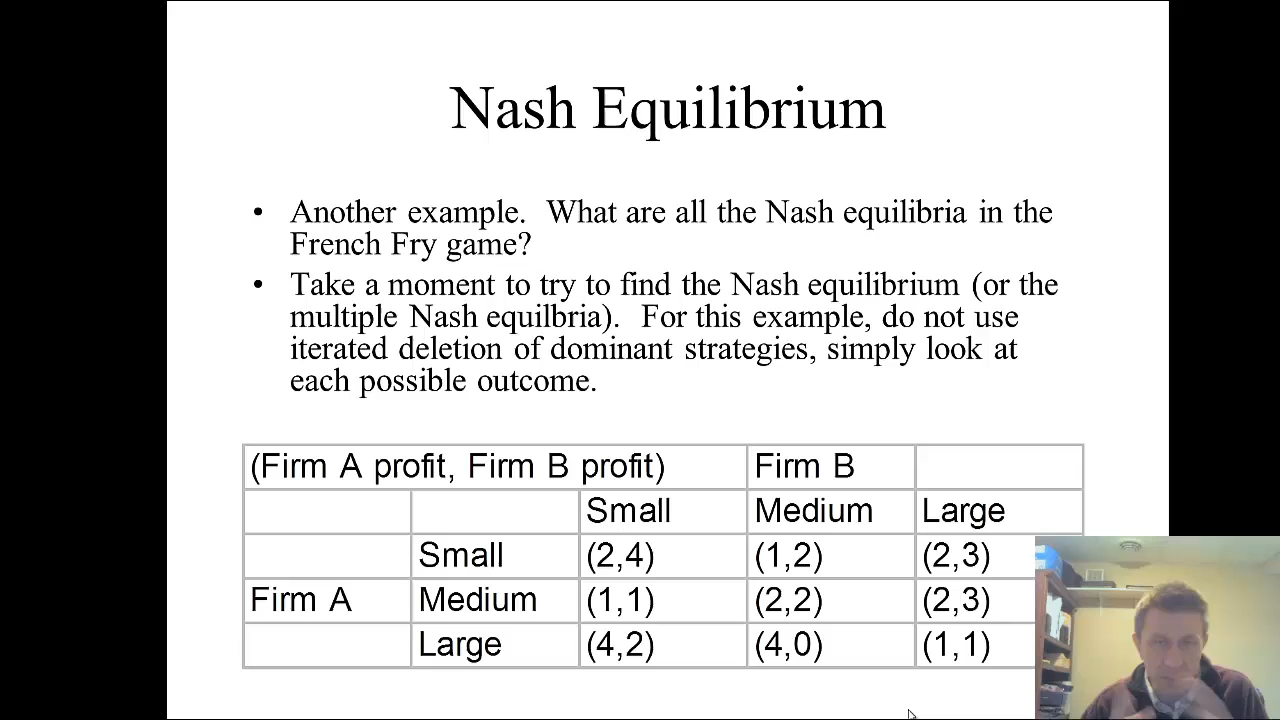 Nash Equilibrium
• Another example. What are all the Nash equilibria in the
French Fry game?
• Take a moment to try to find the Nash equilibrium (or the
multiple Nash equilbria). For this example, do not use
iterated deletion of dominant strategies, simply look at
each possible outcome.
(Firm A profit, Firm B profit) Firm B
Small Medium Large
Small (2,4) (1,2) (2,3)
Firm A Medium (1,1) (2,2) (2,3)
Large (4,2) (4,0) (1,1)